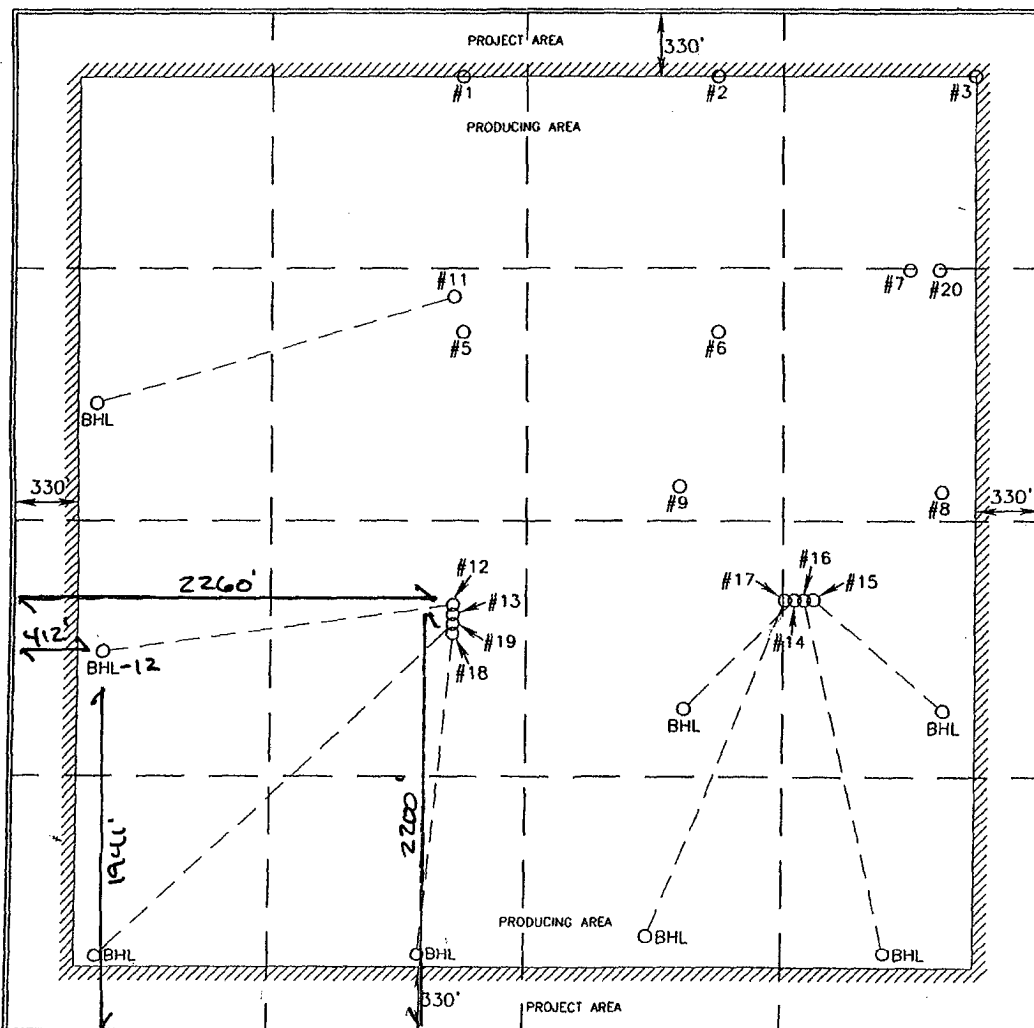 PROJECT AREA
330'
#1
#2
#3
PRODUCING AREA
#11
#7
#20
#5
#6
BHL
330'
#9
#8
330'
2260'
#12
#17
#16
#15
#13
412'
#19
#14
BHL-12
#18
BHL
BHL
2200'
1941'
PRODUCING AREA
BHL
BHL
BHL
BHL
330'
PROJECT AREA